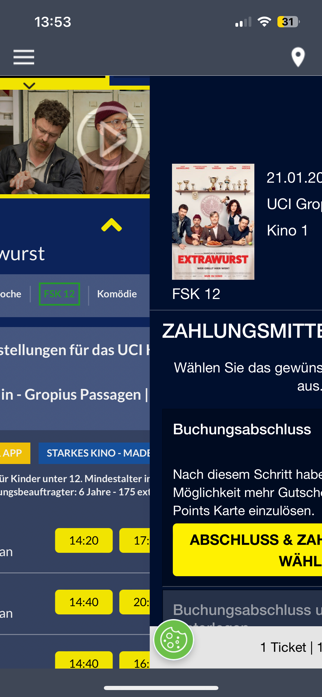 13:53
31
wurst
oche
FSK 12
Komödie
stellungen für das UCI
in - Gropius Passagen |
APP
STARKES KINO - MADE
ür Kinder unter 12. Mindestalter in
ngsbeauftragter: 6 Jahre - 175 ext
14:20
17:
an
14:40
20:
an
14:40
16:
21.01.20
UCI Grop
Kino 1
EXTRAWURST
FSK 12
ZAHLUNGSMITTE
Wählen Sie das gewüns
aus.
Buchungsabschluss
Nach diesem Schritt habe
Möglichkeit mehr Gutsche
Points Karte einzulösen.
ABSCHLUSS & ZAH
WÄHL
Buchungsabschluss u
1 Ticket | 1